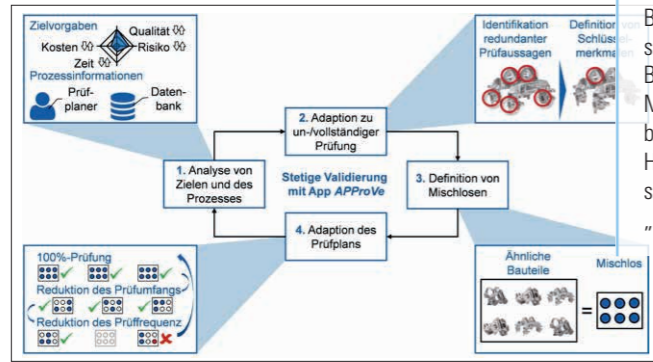 Zielvorgaben
Qualität
Kosten
Risiko
Zeit
Prozessinformationen
Prüf-
planer
Daten-
bank
Identifikation
redundanter
Prüfaussagen
Definition von
Schlüssel-
merkmalen
2. Adaption zu
un-/vollständiger
Prüfung
1. Analyse von
Zielen und des
Prozesses
Stetige Validierung
mit App APProVe
3. Definition von
Mischlosen
4. Adaption des
Prüfplans
100%-Prüfung
Reduktion des Prüfumfangs
Reduktion des Prüffrequenz
Ähnliche
Bauteile
=
Mischlos